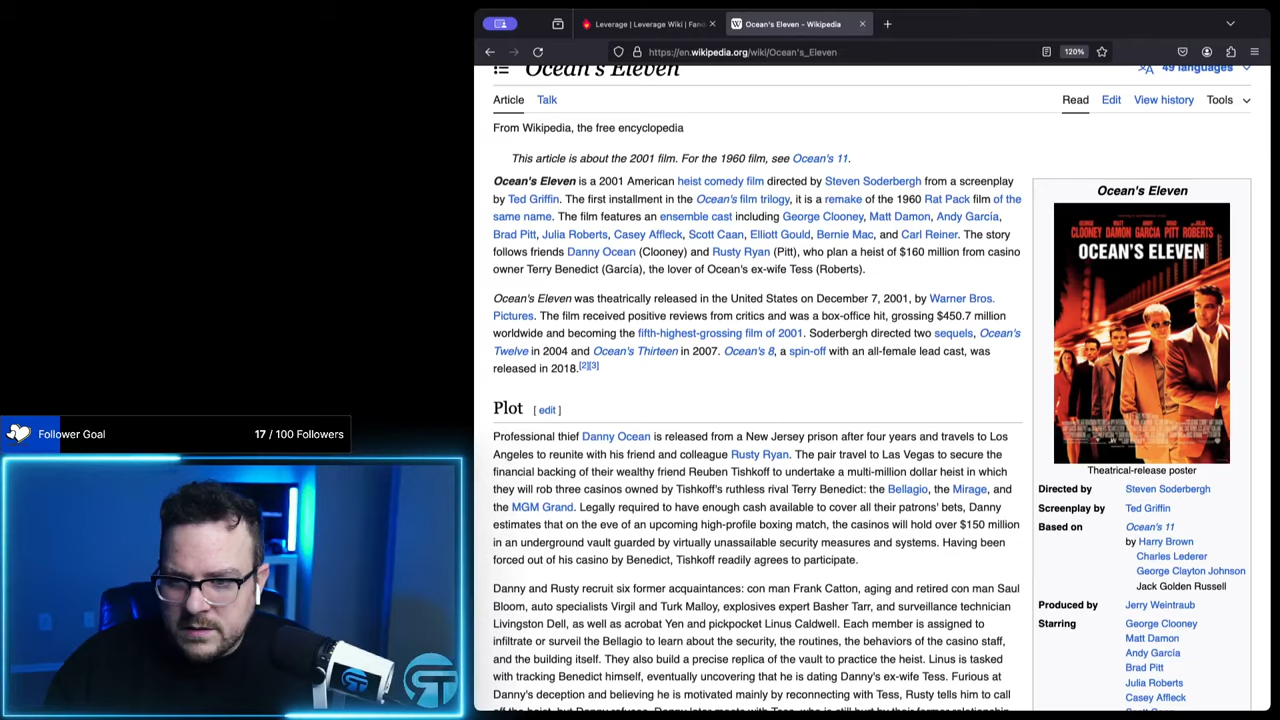 Leverage | Leverage Wiki | Fan
Ocean's Eleven - Wikipedia
https://en.wikipedia.org/wiki/Ocean's_Eleven
120%
Ocean's Eleven
49 languages
Article Talk
Read Edit View history Tools
From Wikipedia, the free encyclopedia
This article is about the 2001 film. For the 1960 film, see Ocean's 11.
Ocean's Eleven is a 2001 American heist comedy film directed by Steven Soderbergh from a screenplay
by Ted Griffin. The first installment in the Ocean's film trilogy, it is a remake of the 1960 Rat Pack film of the
same name. The film features an ensemble cast including George Clooney, Matt Damon, Andy García,
Brad Pitt, Julia Roberts, Casey Affleck, Scott Caan, Elliott Gould, Bernie Mac, and Carl Reiner. The story
follows friends Danny Ocean (Clooney) and Rusty Ryan (Pitt), who plan a heist of $160 million from casino
owner Terry Benedict (García), the lover of Ocean's ex-wife Tess (Roberts).
Ocean's Eleven was theatrically released in the United States on December 7, 2001, by Warner Bros.
Pictures. The film received positive reviews from critics and was a box-office hit, grossing $450.7 million
worldwide and becoming the fifth-highest-grossing film of 2001. Soderbergh directed two sequels, Ocean's
Twelve in 2004 and Ocean's Thirteen in 2007. Ocean's 8, a spin-off with an all-female lead cast, was
released in 2018.[2][3]
Plot [ edit ]
Professional thief Danny Ocean is released from a New Jersey prison after four years and travels to Los
Angeles to reunite with his friend and colleague Rusty Ryan. The pair travel to Las Vegas to secure the
financial backing of their wealthy friend Reuben Tishkoff to undertake a multi-million dollar heist in which
they will rob three casinos owned by Tishkoff's ruthless rival Terry Benedict: the Bellagio, the Mirage, and
the MGM Grand. Legally required to have enough cash available to cover all their patrons' bets, Danny
estimates that on the eve of an upcoming high-profile boxing match, the casinos will hold over $150 million
in an underground vault guarded by virtually unassailable security measures and systems. Having been
forced out of his casino by Benedict, Tishkoff readily agrees to participate.
Danny and Rusty recruit six former acquaintances: con man Frank Catton, aging and retired con man Saul
Bloom, auto specialists Virgil and Turk Malloy, explosives expert Basher Tarr, and surveillance technician
Livingston Dell, as well as acrobat Yen and pickpocket Linus Caldwell. Each member is assigned to
infiltrate or surveil the Bellagio to learn about the security, the routines, the behaviors of the casino staff,
and the building itself. They also build a precise replica of the vault to practice the heist. Linus is tasked
with tracking Benedict himself, eventually uncovering that he is dating Danny's ex-wife Tess. Furious at
Danny's deception and believing he is motivated mainly by reconnecting with Tess, Rusty tells him to call
Ocean's Eleven
GEORGE MATT ANDY BRAD JULIA
CLOONEY DAMON GARCIA PITT ROBERTS
OCEAN'S ELEVEN
Theatrical-release poster
Directed by Steven Soderbergh
Screenplay by Ted Griffin
Based on Ocean's 11
by Harry Brown
Charles Lederer
George Clayton Johnson
Jack Golden Russell
Produced by Jerry Weintraub
Starring George Clooney
Matt Damon
Andy García
Brad Pitt
Julia Roberts
Casey Affleck
Follower Goal 17 / 100 Followers